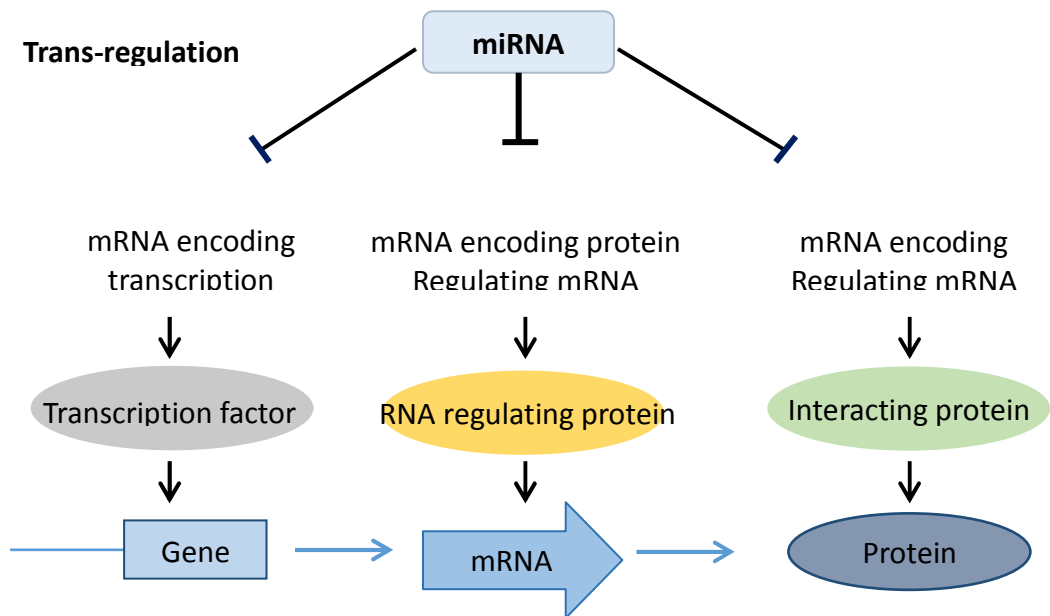 Trans-regulation
miRNA
mRNA encoding
transcription
mRNA encoding protein
Regulating mRNA
mRNA encoding
Regulating mRNA
Transcription factor
RNA regulating protein
Interacting protein
Gene
mRNA
Protein